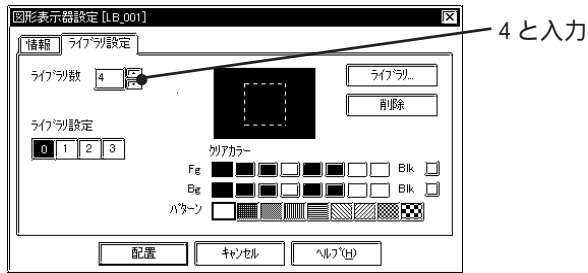 図形表示器設定 [LB_001]
情報 ライブラリ設定
4と入力
ライブラリ数 4 ライブラリ...
削除
ライブラリ設定
0 1 2 3
クリアカラー
Fg Blk
Bg Blk
パターン
配置 キャンセル ヘルプ(H)